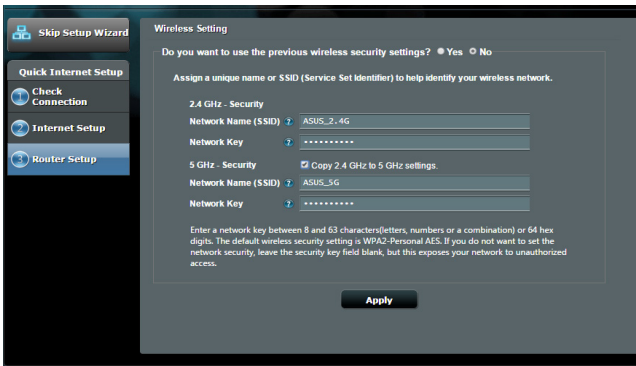 Skip Setup Wizard
Quick Internet Setup
1 Check
Connection
2 Internet Setup
3 Router Setup
Wireless Setting
Do you want to use the previous wireless security settings? Yes No
Assign a unique name or SSID (Service Set Identifier) to help identify your wireless network.
2.4 GHz - Security
Network Name (SSID) ? ASUS_2.4G
Network Key ? ••••••••••
5 GHz - Security Copy 2.4 GHz to 5 GHz settings.
Network Name (SSID) ? ASUS_5G
Network Key ? ••••••••••
Enter a network key between 8 and 63 characters(letters, numbers or a combination) or 64 hex
digits. The default wireless security setting is WPA2-Personal AES. If you do not want to set the
network security, leave the security key field blank, but this exposes your network to unauthorized
access.
Apply